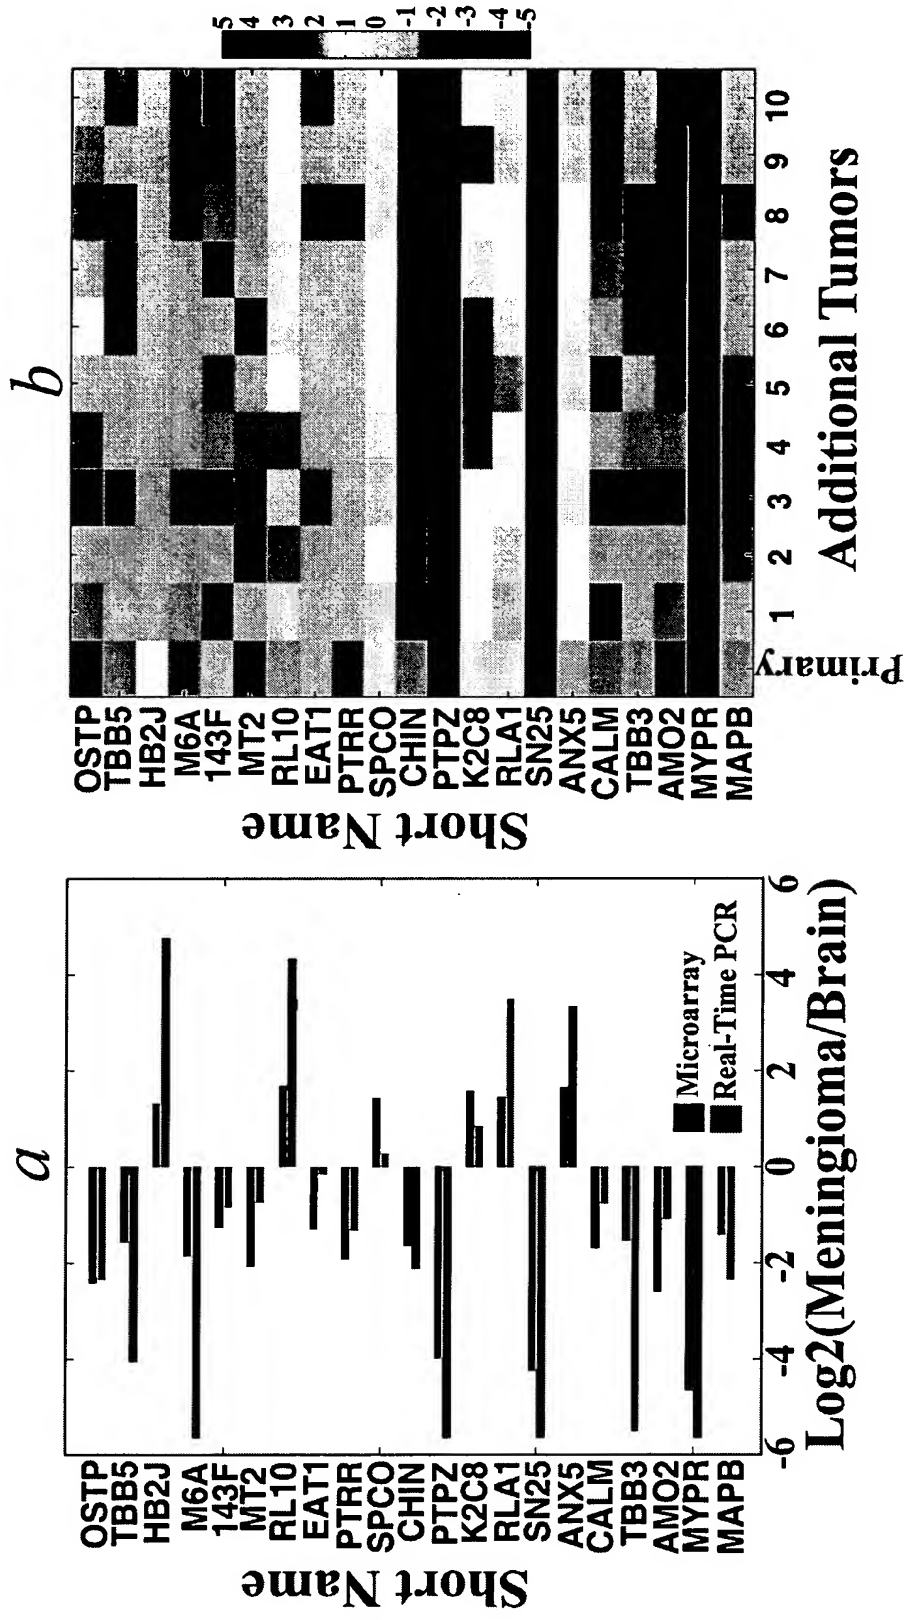 a
Short Name
OSTP
TBB5
HB2J
M6A
143F
MT2
RL10
EAT1
PTRR
SPCO
CHIN
PTPZ
K2C8
RLA1
SN25
ANX5
CALM
TBB3
AMO2
MYPR
MAPB
Microarray
Real-Time PCR
-6 -4 -2 0 2 4 6
Log2(Meningioma/Brain)
b
Short Name
OSTP
TBB5
HB2J
M6A
143F
MT2
RL10
EAT1
PTRR
SPCO
CHIN
PTPZ
K2C8
RLA1
SN25
ANX5
CALM
TBB3
AMO2
MYPR
MAPB
Primary 1 2 3 4 5 6 7 8 9 10
Additional Tumors
5
4
3
2
1
0
-1
-2
-3
-4
-5